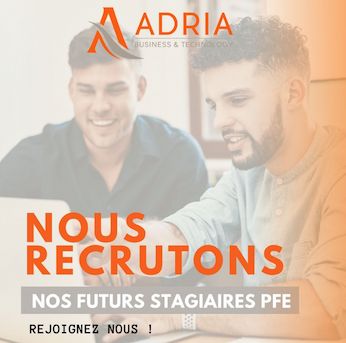 ADRIA
BUSINESS & TECHNOLOGY
NOUS
RECRUTONS
NOS FUTURS STAGIAIRES PFE
REJOIGNEZ NOUS !